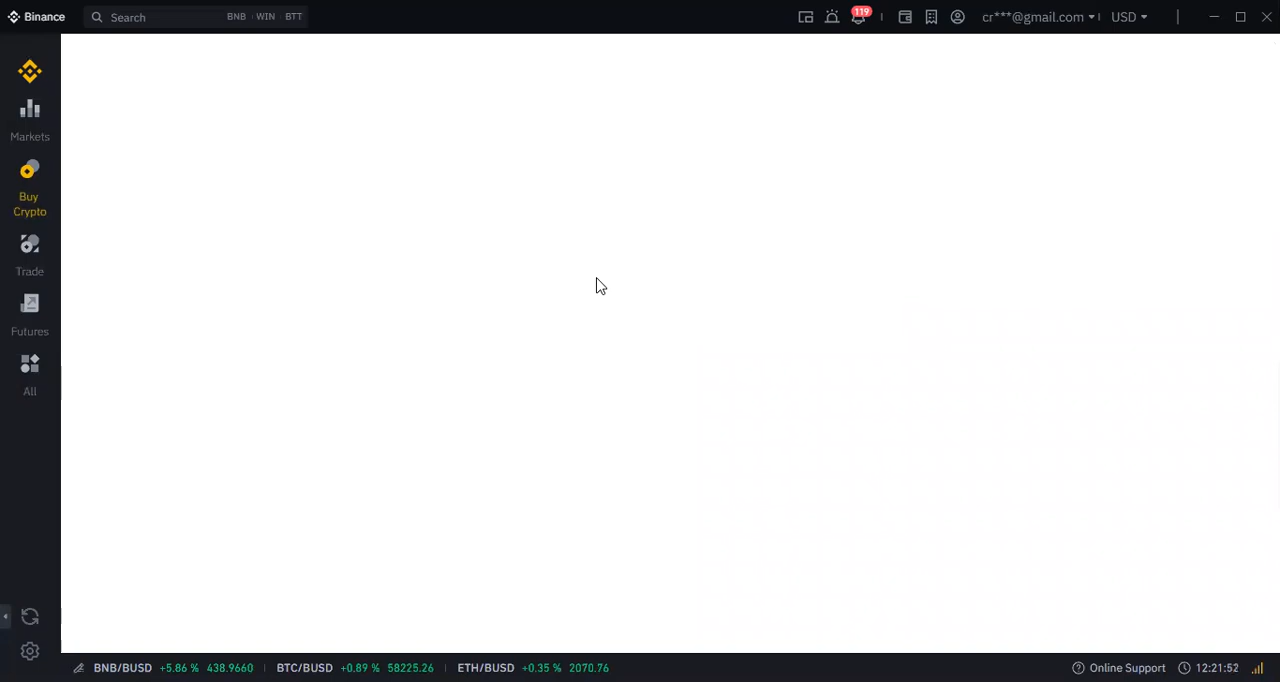 Binance
Search BNB WIN BTT
119
cr***@gmail.com USD
Markets
Buy
Crypto
Trade
Futures
All
BNB/BUSD +5.86 % 438.9660 BTC/BUSD +0.89 % 58225.26 ETH/BUSD +0.35 % 2070.76
Online Support 12:21:52